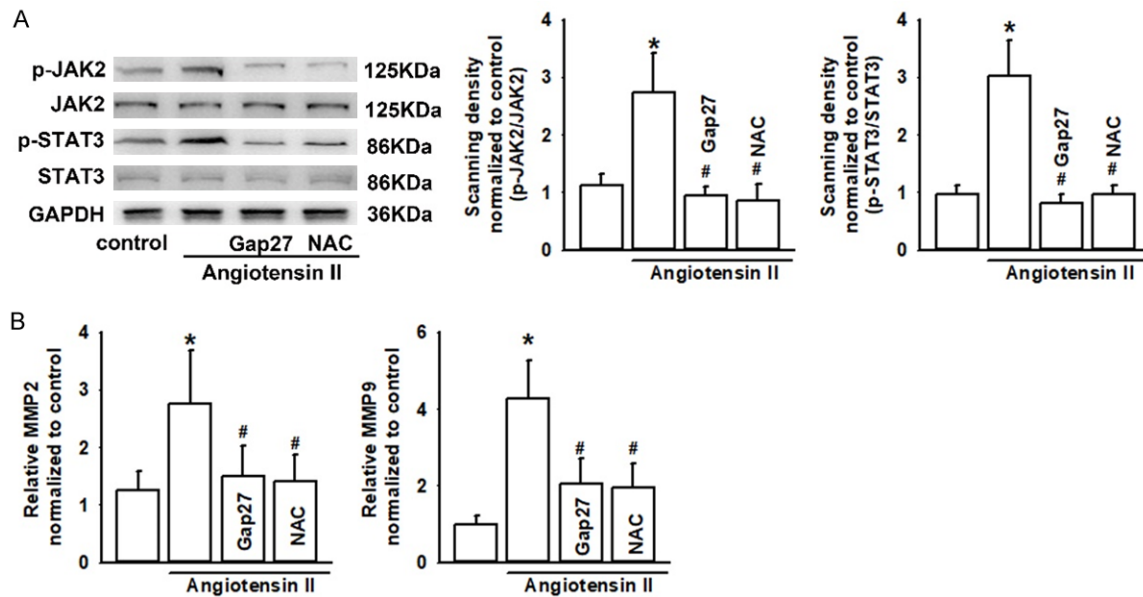 A
p-JAK2
125KDa
JAK2
125KDa
p-STAT3
86KDa
STAT3
86KDa
GAPDH
36KDa
control Gap27 NAC
Angiotensin II
Scanning density
normalized to control
(p-JAK2/JAK2)
4
3
2
1
0
*
# Gap27
# NAC
Angiotensin II
Scanning density
normalized to control
(p-STAT3/STAT3)
4
3
2
1
0
*
# Gap27
# NAC
Angiotensin II
B
Relative MMP2
normalized to control
4
3
2
1
0
*
#
#
Gap27
NAC
Angiotensin II
Relative MMP9
normalized to control
6
4
2
0
*
#
#
Gap27
NAC
Angiotensin II